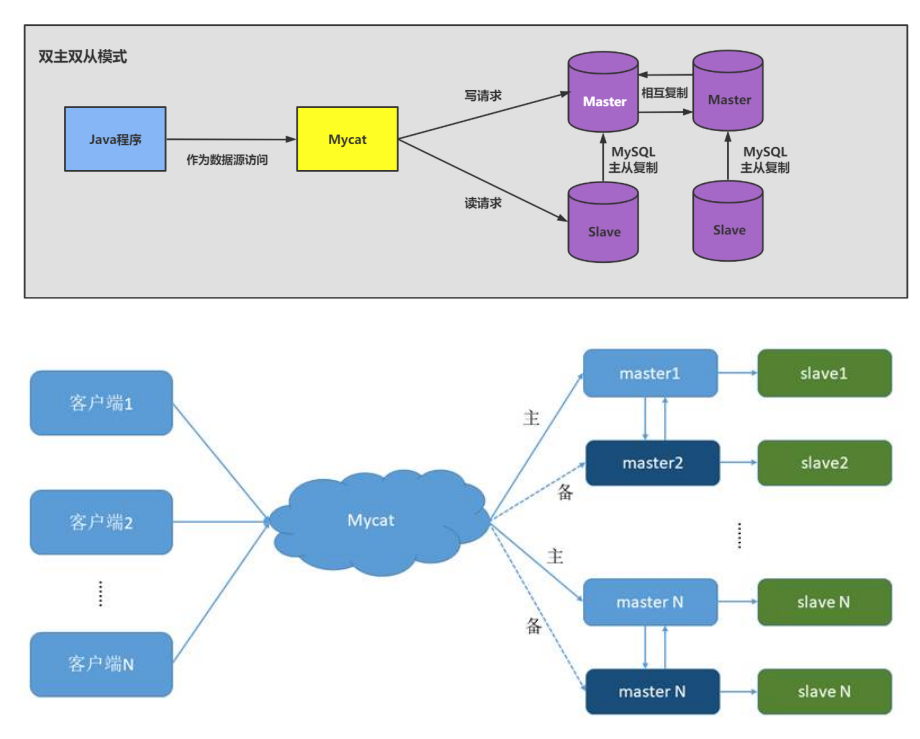 双主双从模式
Java程序
作为数据源访问
Mycat
写请求
读请求
Master
相互复制
Master
MySQL
主从复制
MySQL
主从复制
Slave
Slave
客户端1
客户端2
客户端N
Mycat
主
备
主
备
master1
slave1
master2
slave2
master N
slave N
master N
slave N